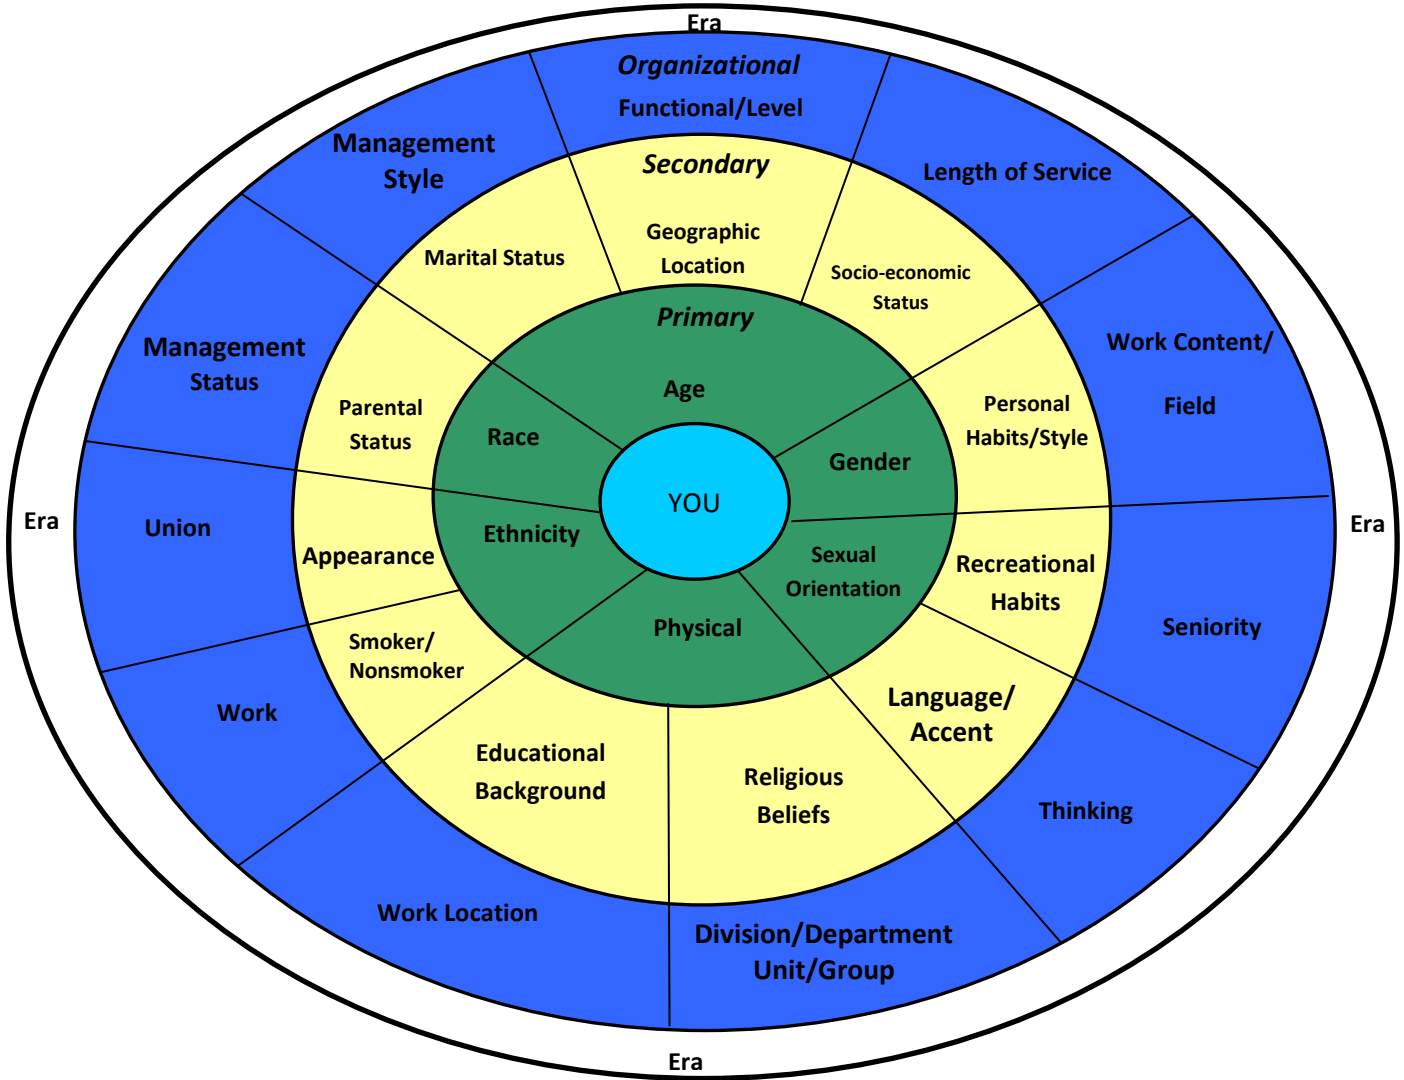 Era
Organizational
Functional/Level
Management
Style
Length of Service
Secondary
Geographic
Location
Marital Status
Socio-economic
Status
Primary
Age
Management
Status
Work Content/
Field
Parental
Status
Personal
Habits/Style
Race
Gender
YOU
Era
Union
Era
Ethnicity
Appearance
Sexual
Orientation
Recreational
Habits
Physical
Seniority
Smoker/
Nonsmoker
Work
Language/
Accent
Educational
Background
Religious
Beliefs
Thinking
Work Location
Division/Department
Unit/Group
Era